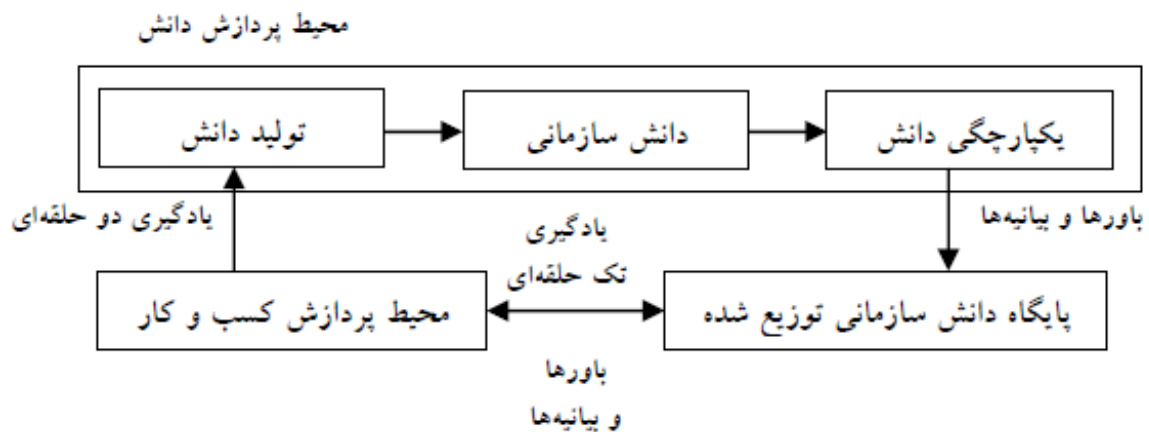 محیط پردازش دانش
تولید دانش
دانش سازمانی
یکپارچگی دانش
یادگیری دو حلقه‌ای
باورها و بیانیه‌ها
یادگیری
تک حلقه‌ای
محیط پردازش کسب و کار
پایگاه دانش سازمانی توزیع شده
باورها
و بیانیه‌ها